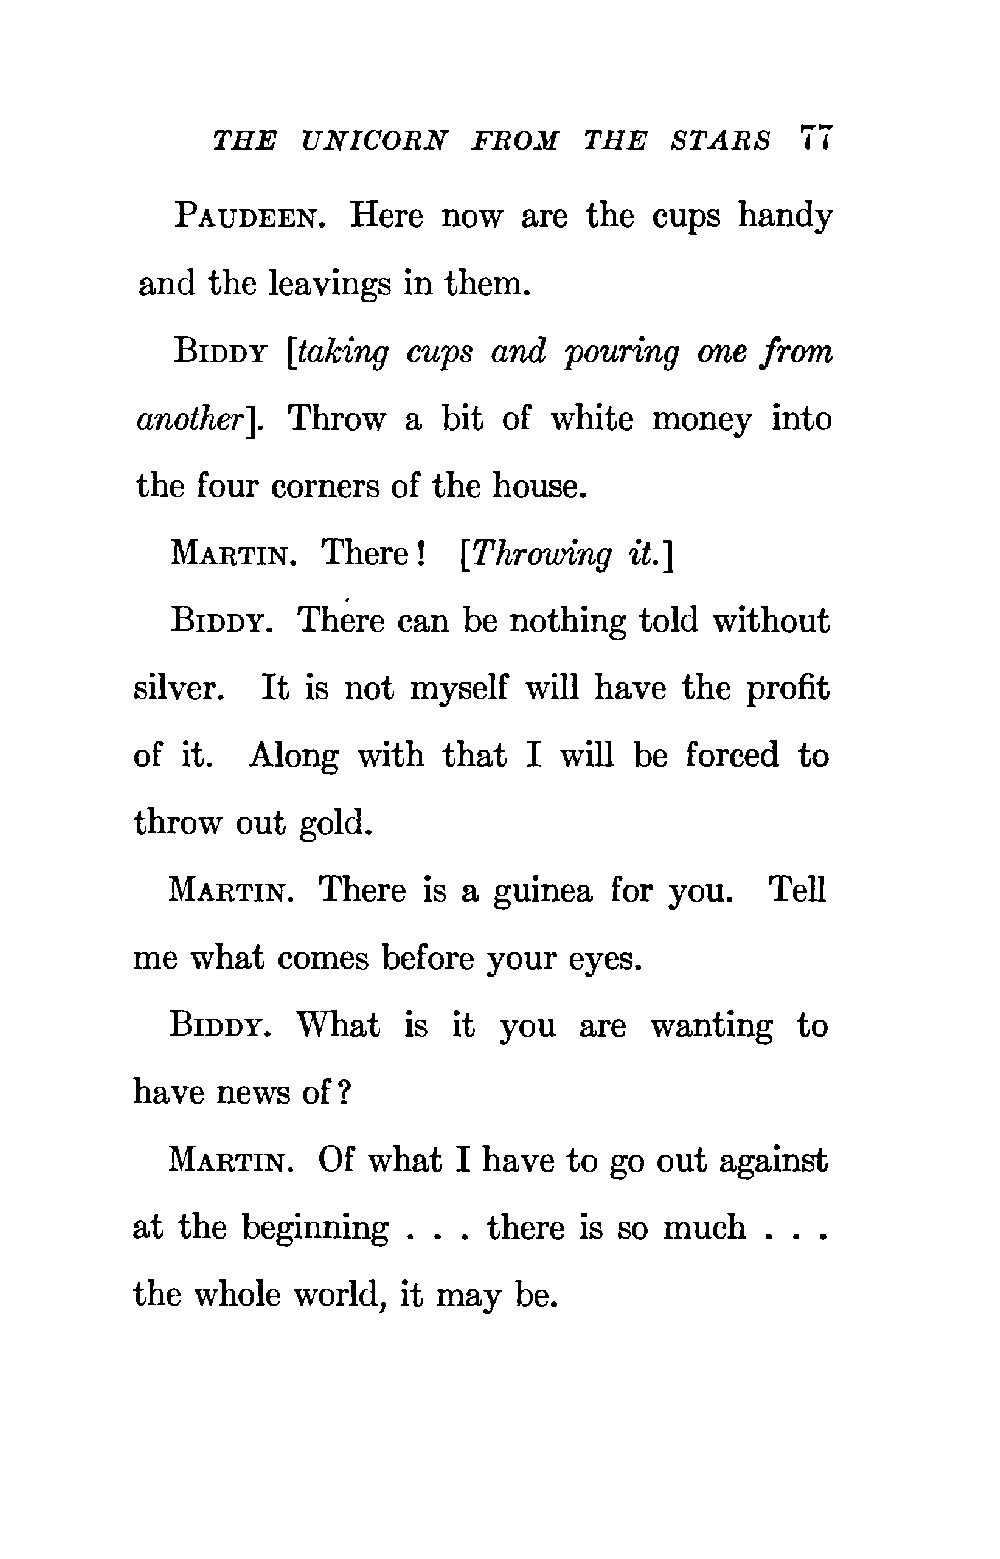 THE UNICORN FROM THE STARS 77
PAUDEEN. Here now are the cups handy
and the leavings in them.
BIDDY [taking cups and pouring one from
another]. Throw a bit of white money into
the four corners of the house.
MARTIN. There! [Throwing it.]
BIDDY. There can be nothing told without
silver. It is not myself will have the profit
of it. Along with that I will be forced to
throw out gold.
MARTIN. There is a guinea for you. Tell
me what comes before your eyes.
BIDDY. What is it you are wanting to
have news of?
MARTIN. Of what I have to go out against
at the beginning . . . there is so much . . .
the whole world, it may be.